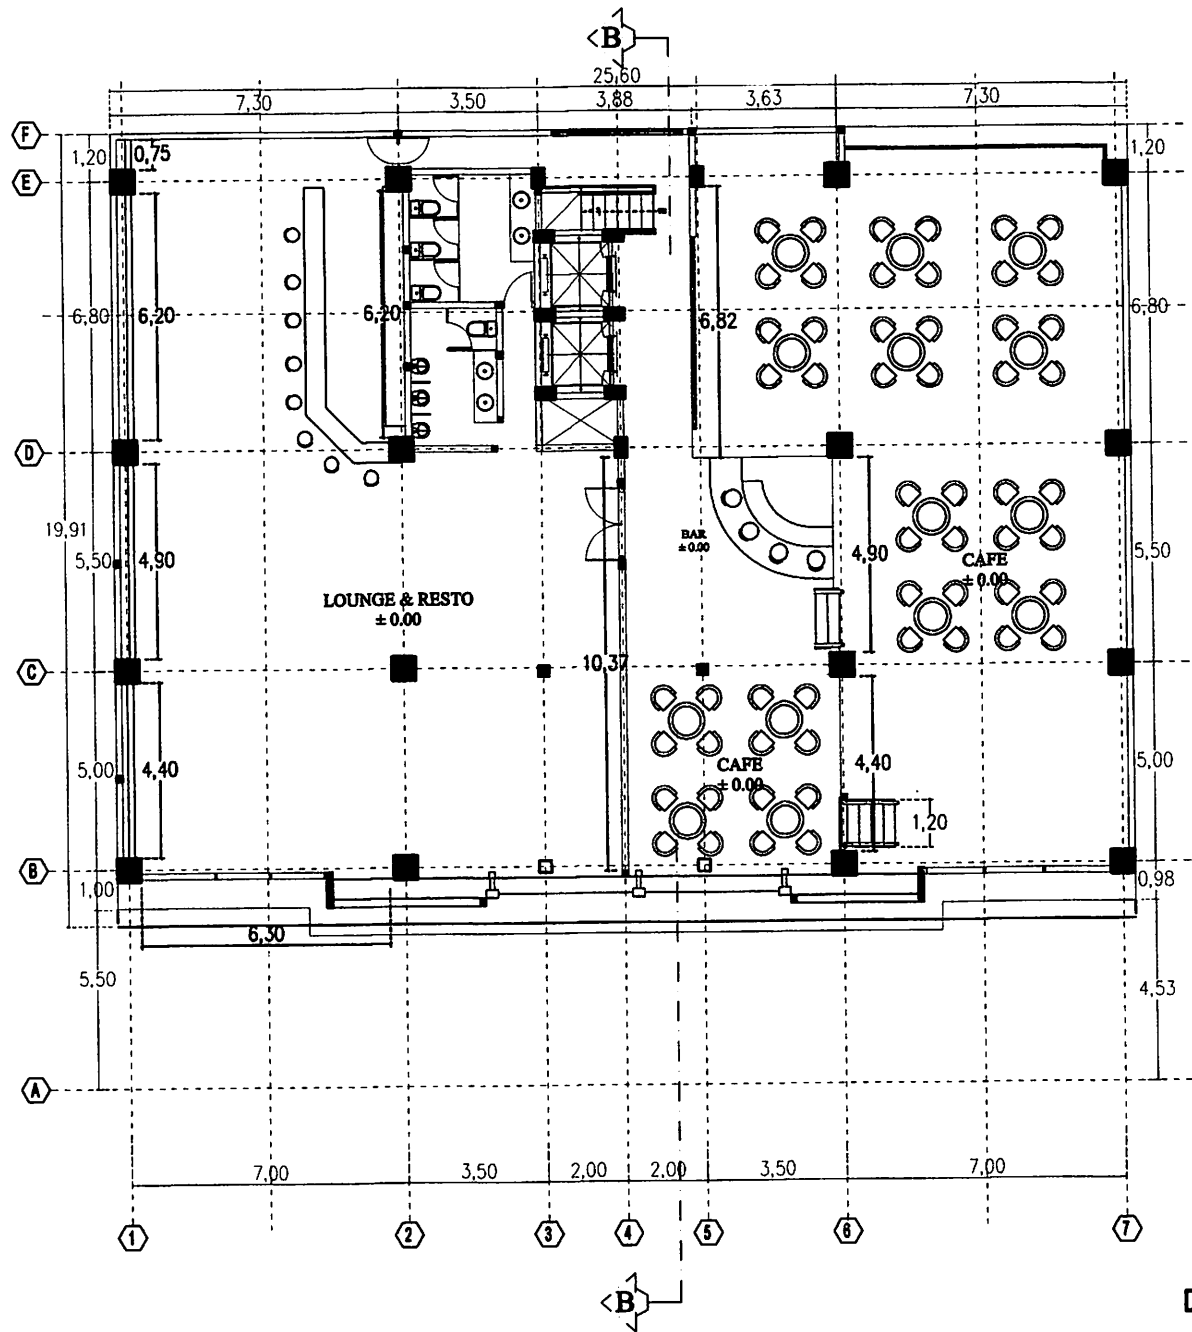 B
25,60
7,30 3,50 3,88 3,63 7,30
F
1,20 0,75 1,20
E
6,80 6,20 6,20 6,82 6,80
D
19,91
5,50 4,90 BAR ± 0.00 4,90 CAFE ± 0.00 5,50
LOUNGE & RESTO
± 0.00
C
10,37
5,00 4,40 CAFE ± 0.00 4,40 5,00
1,20
B
1,00 0,98
6,30
5,50 4,53
A
7,00 3,50 2,00 2,00 3,50 7,00
1 2 3 4 5 6 7
B